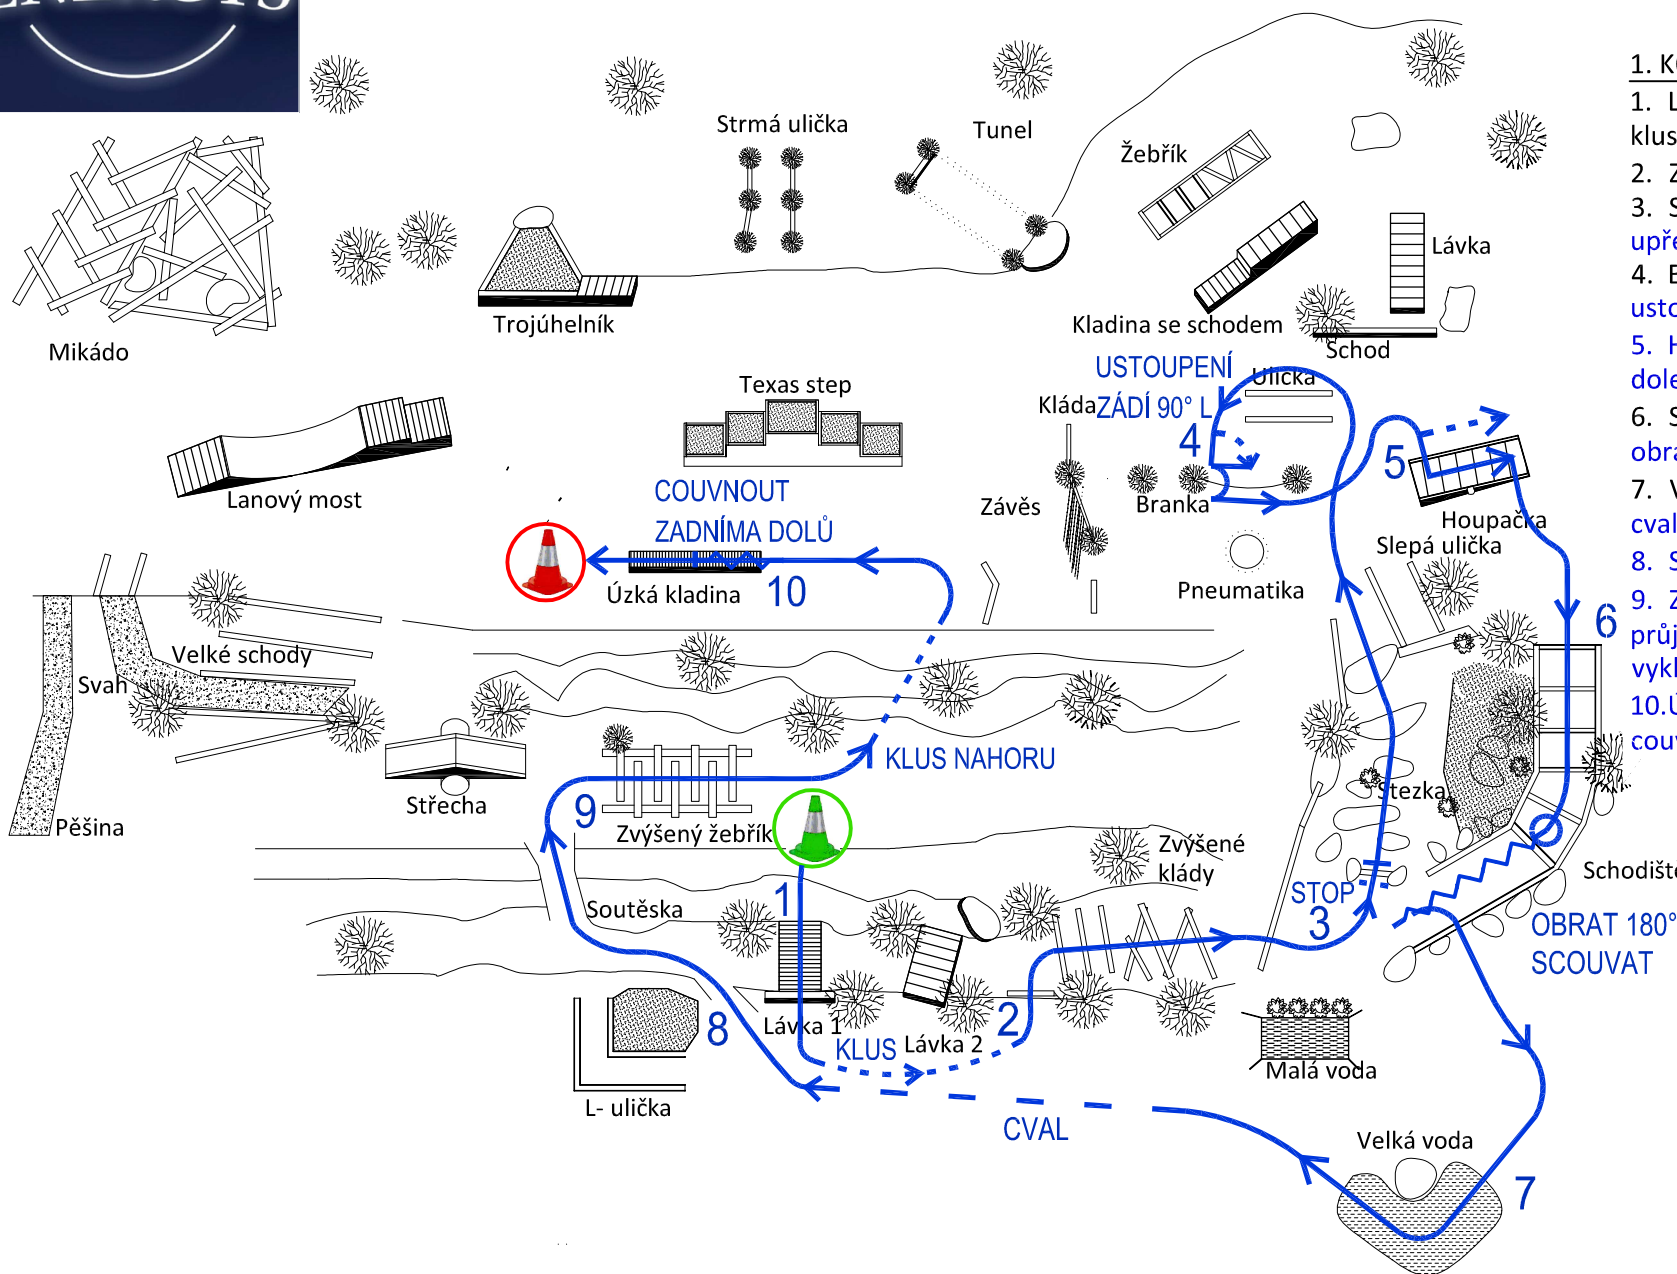 Strmá ulička
Tunel
Žebřík
Lávka
Trojúhelník
Kladina se schodem
Schod
Mikádo
USTOUPENÍ
ZÁDÍ 90° L
4
Ulička
Texas step
Kláda
5
Lanový most
COUVNOUT
ZADNÍMA DOLŮ
Závěs
Branka
Houpačka
Slepá ulička
Úzká kladina
10
Pneumatika
6
Velké schody
Svah
KLUS NAHORU
Střecha
9
Zvýšený žebřík
Pěšina
Stezka
Zvýšené
klády
1
Soutěska
STOP
3
OBRAT 180°
SCOUVAT
8
Lávka 1
KLUS
Lávka 2
2
Malá voda
L- ulička
CVAL
Velká voda
7
1.
1.
klus
2.
3.
4.
5.
6.
7.
cval
8.
9.
10.